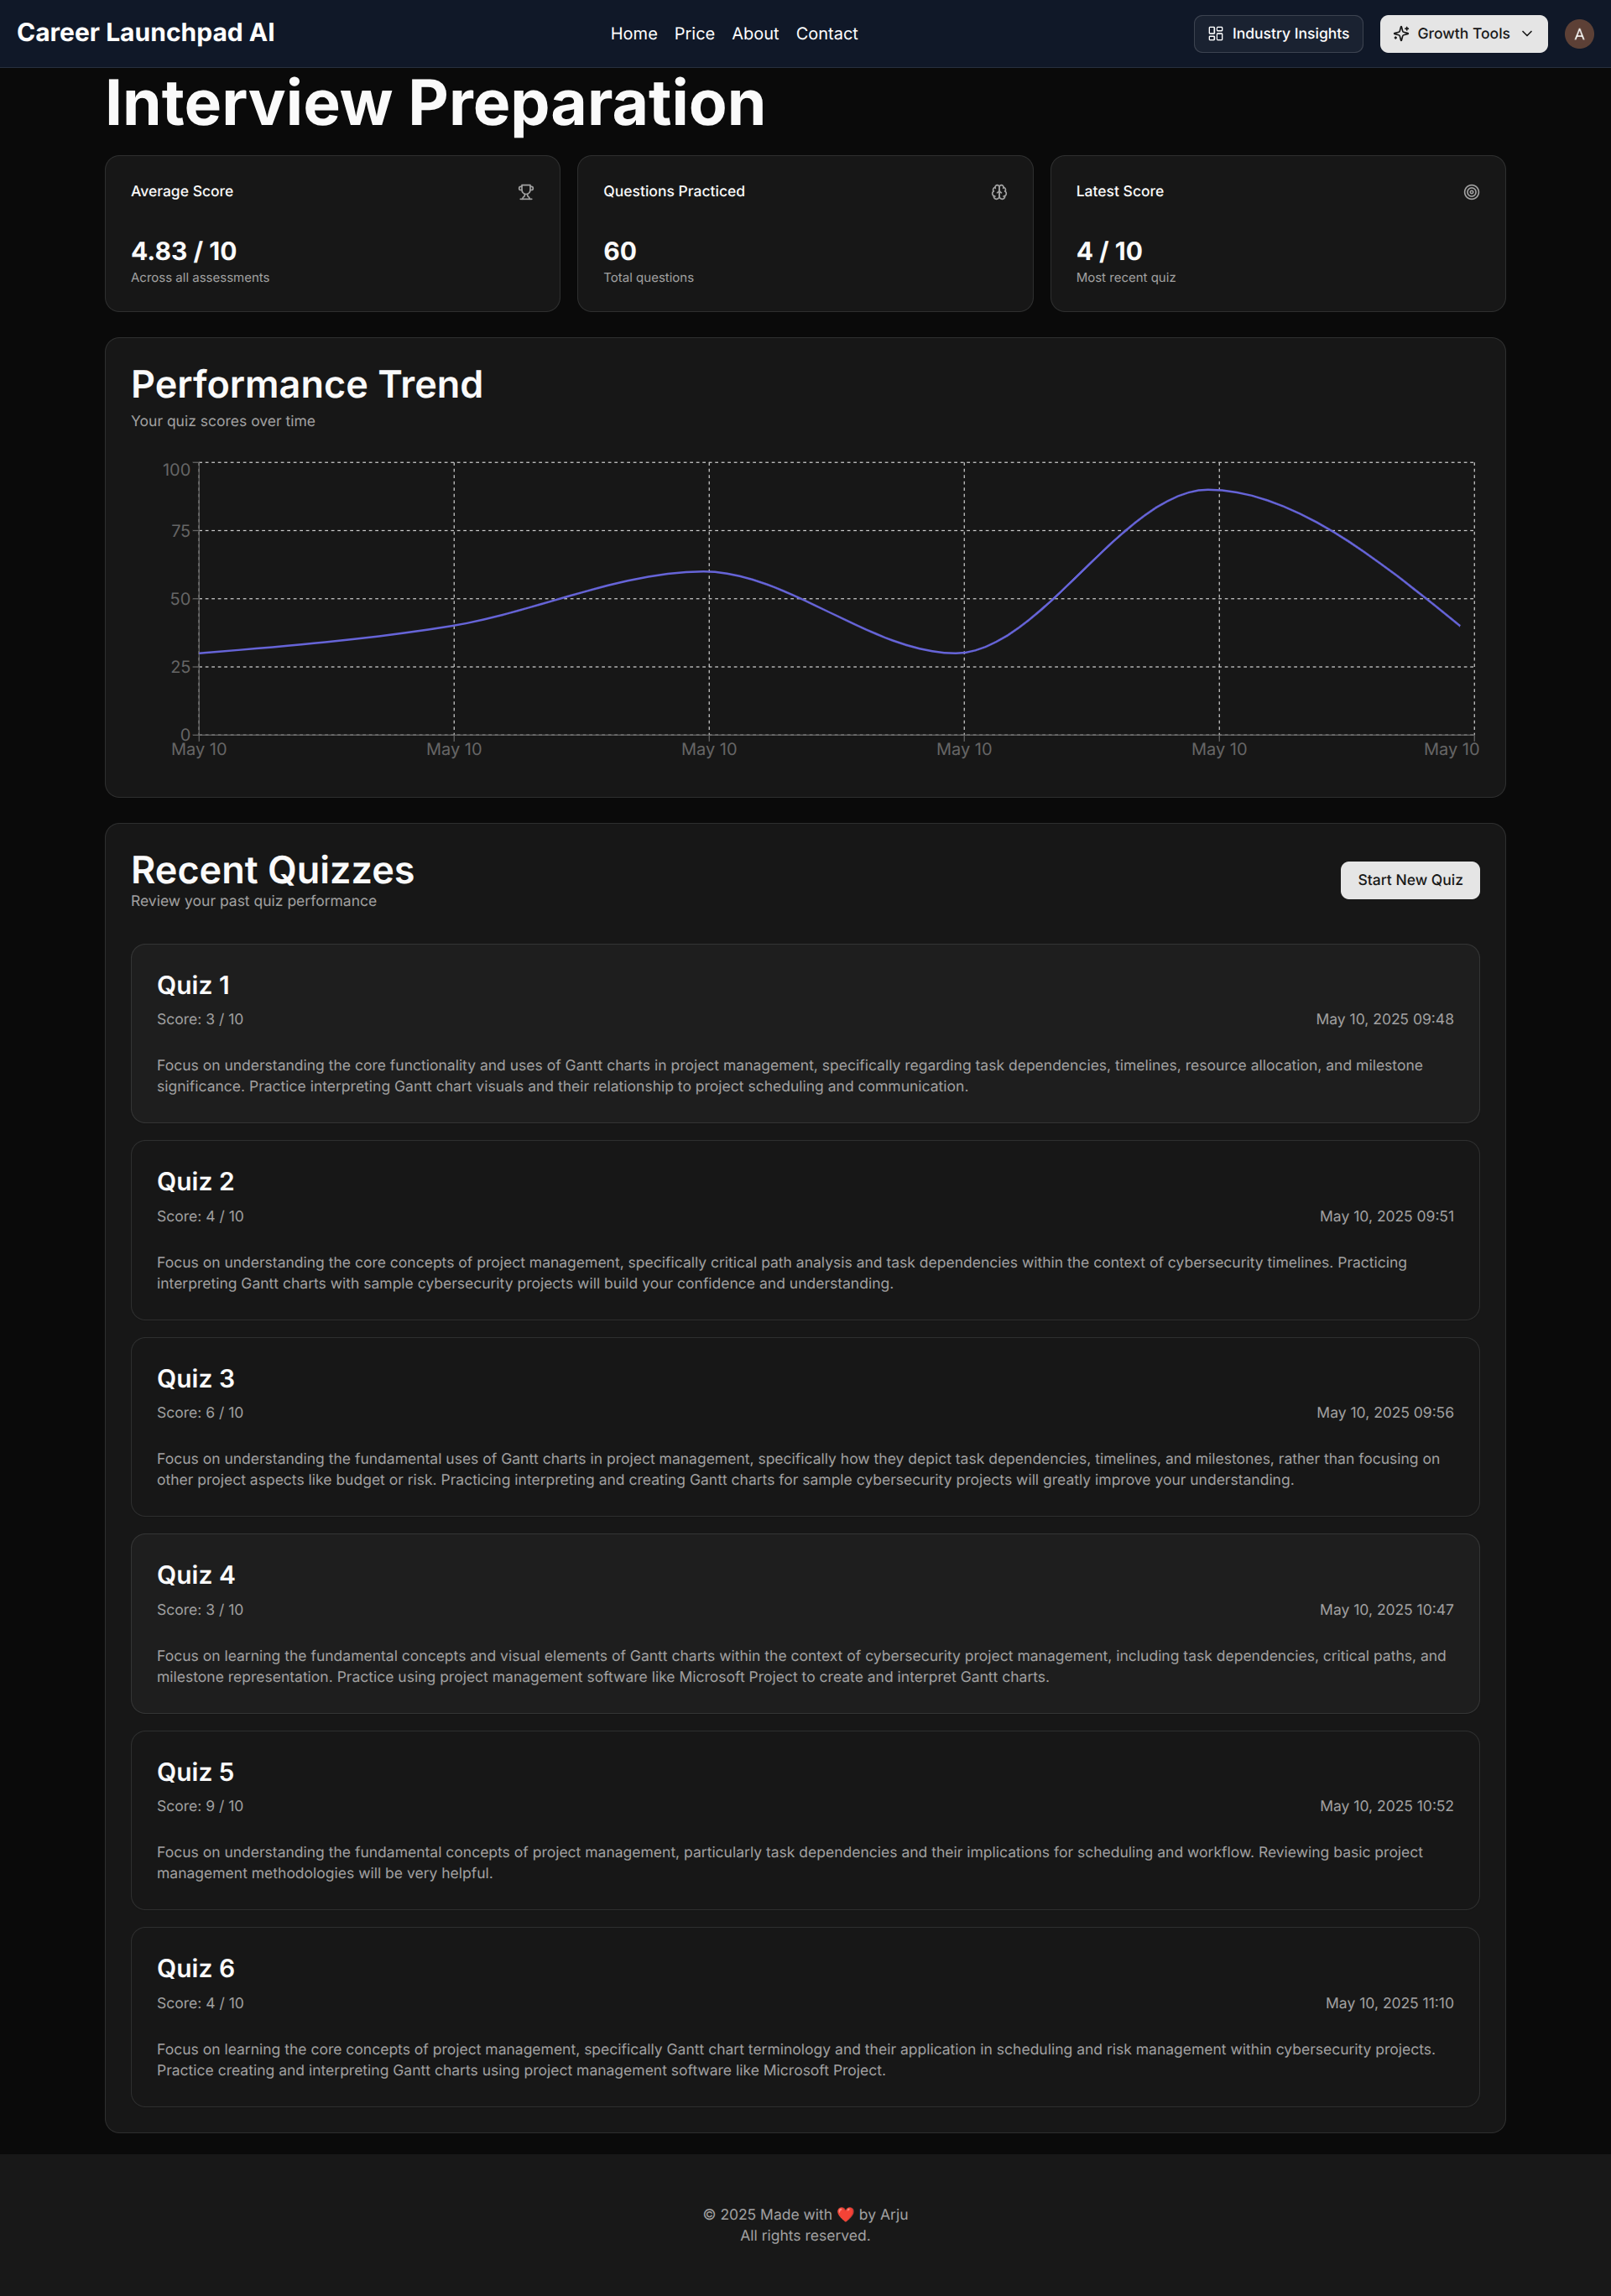 Career Launchpad AI
Home Price About Contact
Industry Insights
Growth Tools
A
Interview Preparation
Average Score
4.83 / 10
Across all assessments
Questions Practiced
60
Total questions
Latest Score
4 / 10
Most recent quiz
Performance Trend
Your quiz scores over time
100
75
50
25
0
May 10 May 10 May 10 May 10 May 10 May 10
Recent Quizzes
Review your past quiz performance
Start New Quiz
Quiz 1
Score: 3 / 10 May 10, 2025 09:48
Focus on understanding the core functionality and uses of Gantt charts in project management, specifically regarding task dependencies, timelines, resource allocation, and milestone
significance. Practice interpreting Gantt chart visuals and their relationship to project scheduling and communication.
Quiz 2
Score: 4 / 10 May 10, 2025 09:51
Focus on understanding the core concepts of project management, specifically critical path analysis and task dependencies within the context of cybersecurity timelines. Practicing
interpreting Gantt charts with sample cybersecurity projects will build your confidence and understanding.
Quiz 3
Score: 6 / 10 May 10, 2025 09:56
Focus on understanding the fundamental uses of Gantt charts in project management, specifically how they depict task dependencies, timelines, and milestones, rather than focusing on
other project aspects like budget or risk. Practicing interpreting and creating Gantt charts for sample cybersecurity projects will greatly improve your understanding.
Quiz 4
Score: 3 / 10 May 10, 2025 10:47
Focus on learning the fundamental concepts and visual elements of Gantt charts within the context of cybersecurity project management, including task dependencies, critical paths, and
milestone representation. Practice using project management software like Microsoft Project to create and interpret Gantt charts.
Quiz 5
Score: 9 / 10 May 10, 2025 10:52
Focus on understanding the fundamental concepts of project management, particularly task dependencies and their implications for scheduling and workflow. Reviewing basic project
management methodologies will be very helpful.
Quiz 6
Score: 4 / 10 May 10, 2025 11:10
Focus on learning the core concepts of project management, specifically Gantt chart terminology and their application in scheduling and risk management within cybersecurity projects.
Practice creating and interpreting Gantt charts using project management software like Microsoft Project.
© 2025 Made with ❤️ by Arju
All rights reserved.